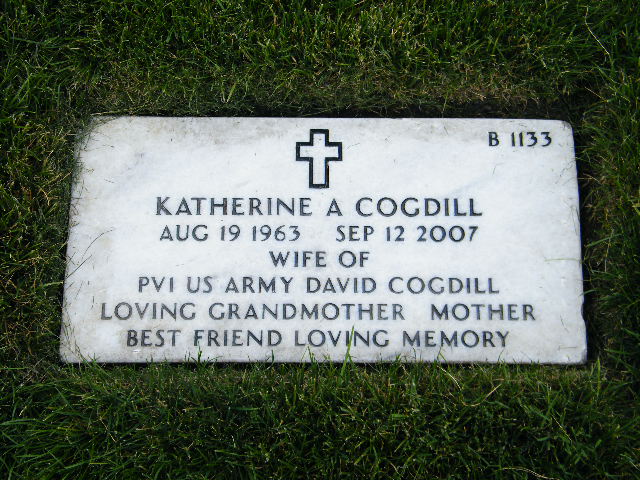 B 1133
KATHERINE A COGDILL
AUG 19 1963 SEP 12 2007
WIFE OF
PV1 US ARMY DAVID COGDILL
LOVING GRANDMOTHER MOTHER
BEST FRIEND LOVING MEMORY